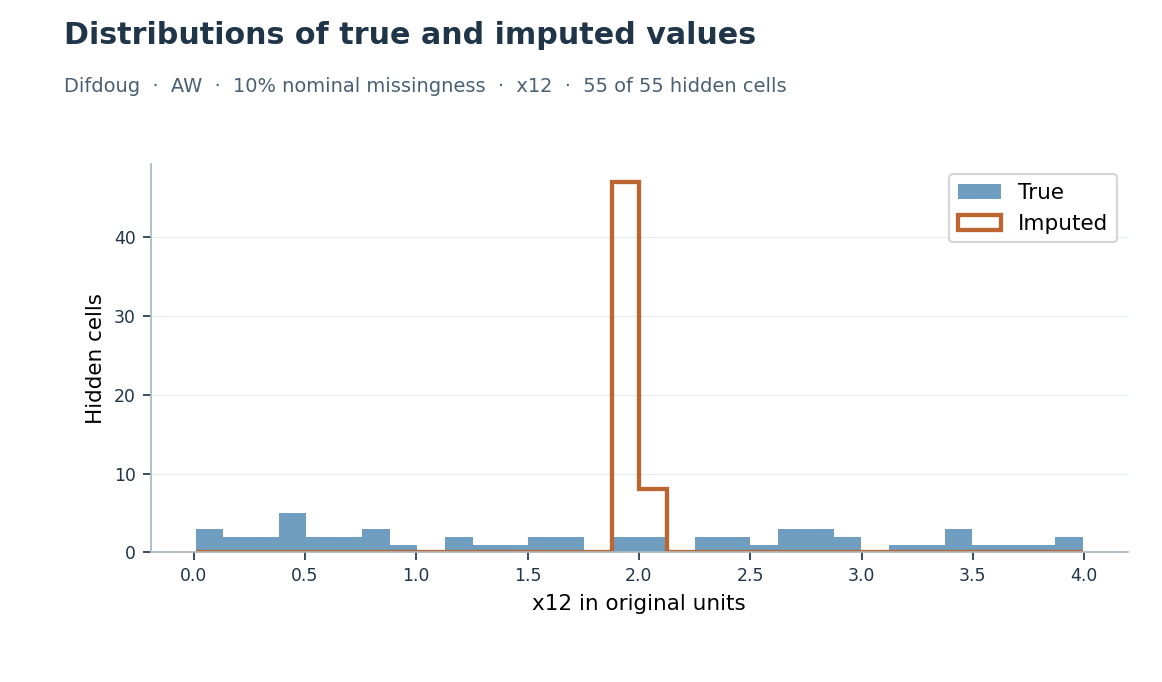 Distributions of true and imputed values
Difdoug · AW · 10% nominal missingness · x12 · 55 of 55 hidden cells
True
Imputed
Hidden cells
40
30
20
10
0
0.0 0.5 1.0 1.5 2.0 2.5 3.0 3.5 4.0
x12 in original units